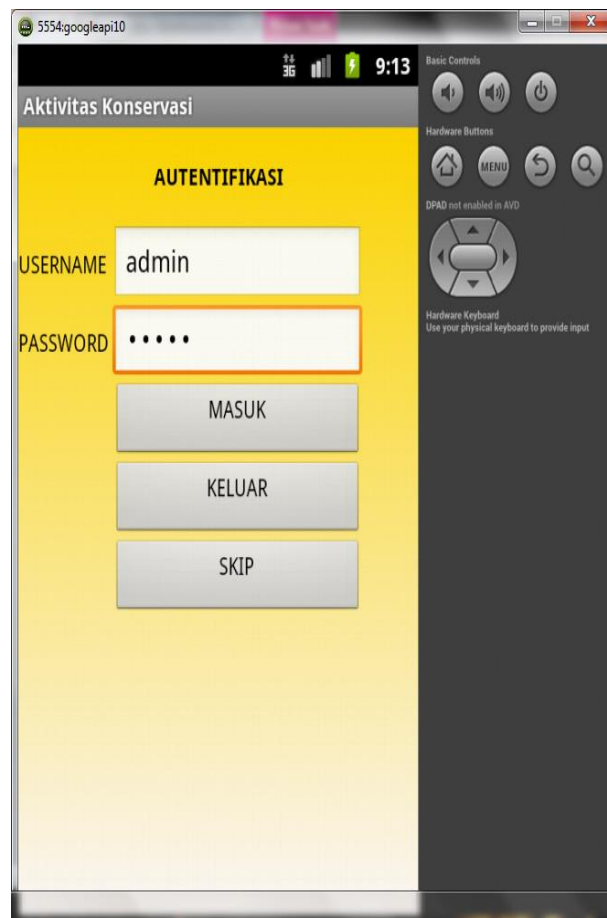 5554:googleapi10
3G 9:13
Aktivitas Konservasi
AUTENTIFIKASI
USERNAME admin
PASSWORD •••••
MASUK
KELUAR
SKIP
Basic Controls
Hardware Buttons
MENU
DPAD not enabled in AVD
Hardware Keyboard
Use your physical keyboard to provide input